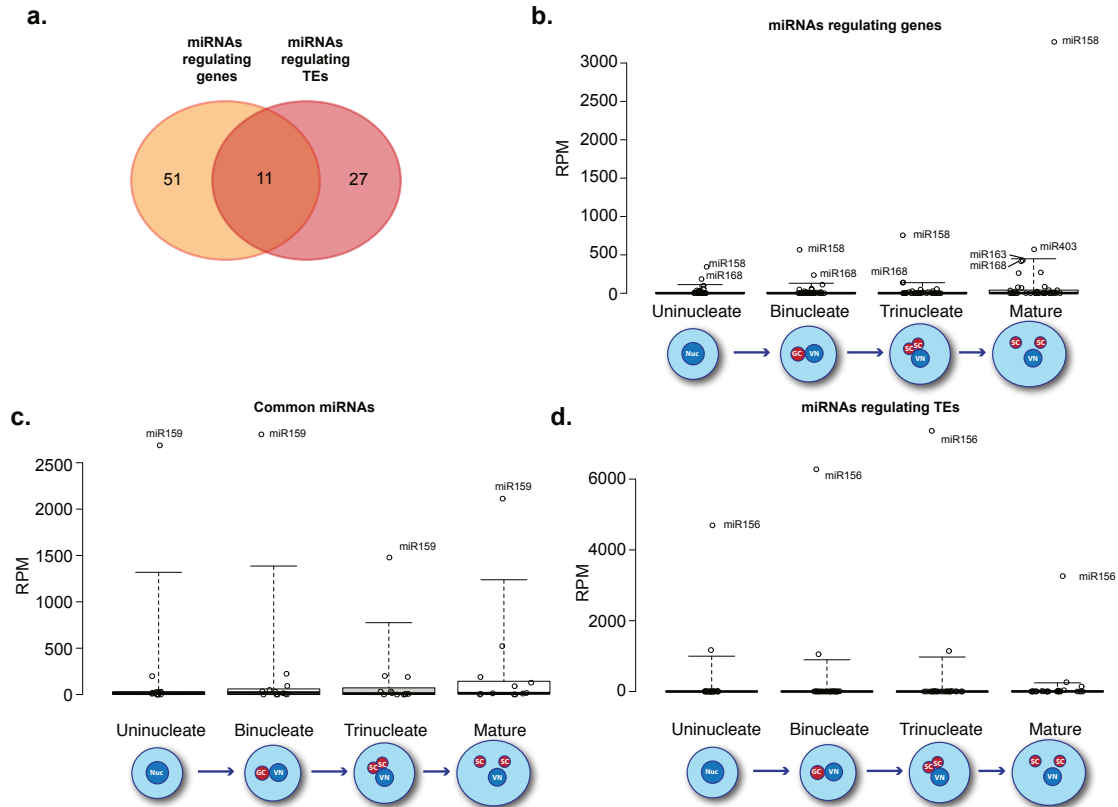 a.
miRNAs
regulating
genes
miRNAs
regulating
TEs
51
11
27
b.
miRNAs regulating genes
RPM
3000
2500
2000
1500
1000
500
0
miR158
miR168
miR158
miR168
miR158
miR168
miR158
miR403
miR163
miR168
Uninucleate
Binucleate
Trinucleate
Mature
Nuc
GC
VN
SC
SC
VN
SC
SC
VN
c.
Common miRNAs
RPM
2500
2000
1500
1000
500
0
miR159
miR159
miR159
miR159
Uninucleate
Binucleate
Trinucleate
Mature
Nuc
GC
VN
SC
SC
VN
SC
SC
VN
d.
miRNAs regulating TEs
RPM
6000
4000
2000
0
miR156
miR156
miR156
miR156
Uninucleate
Binucleate
Trinucleate
Mature
Nuc
GC
VN
SC
SC
VN
SC
SC
VN